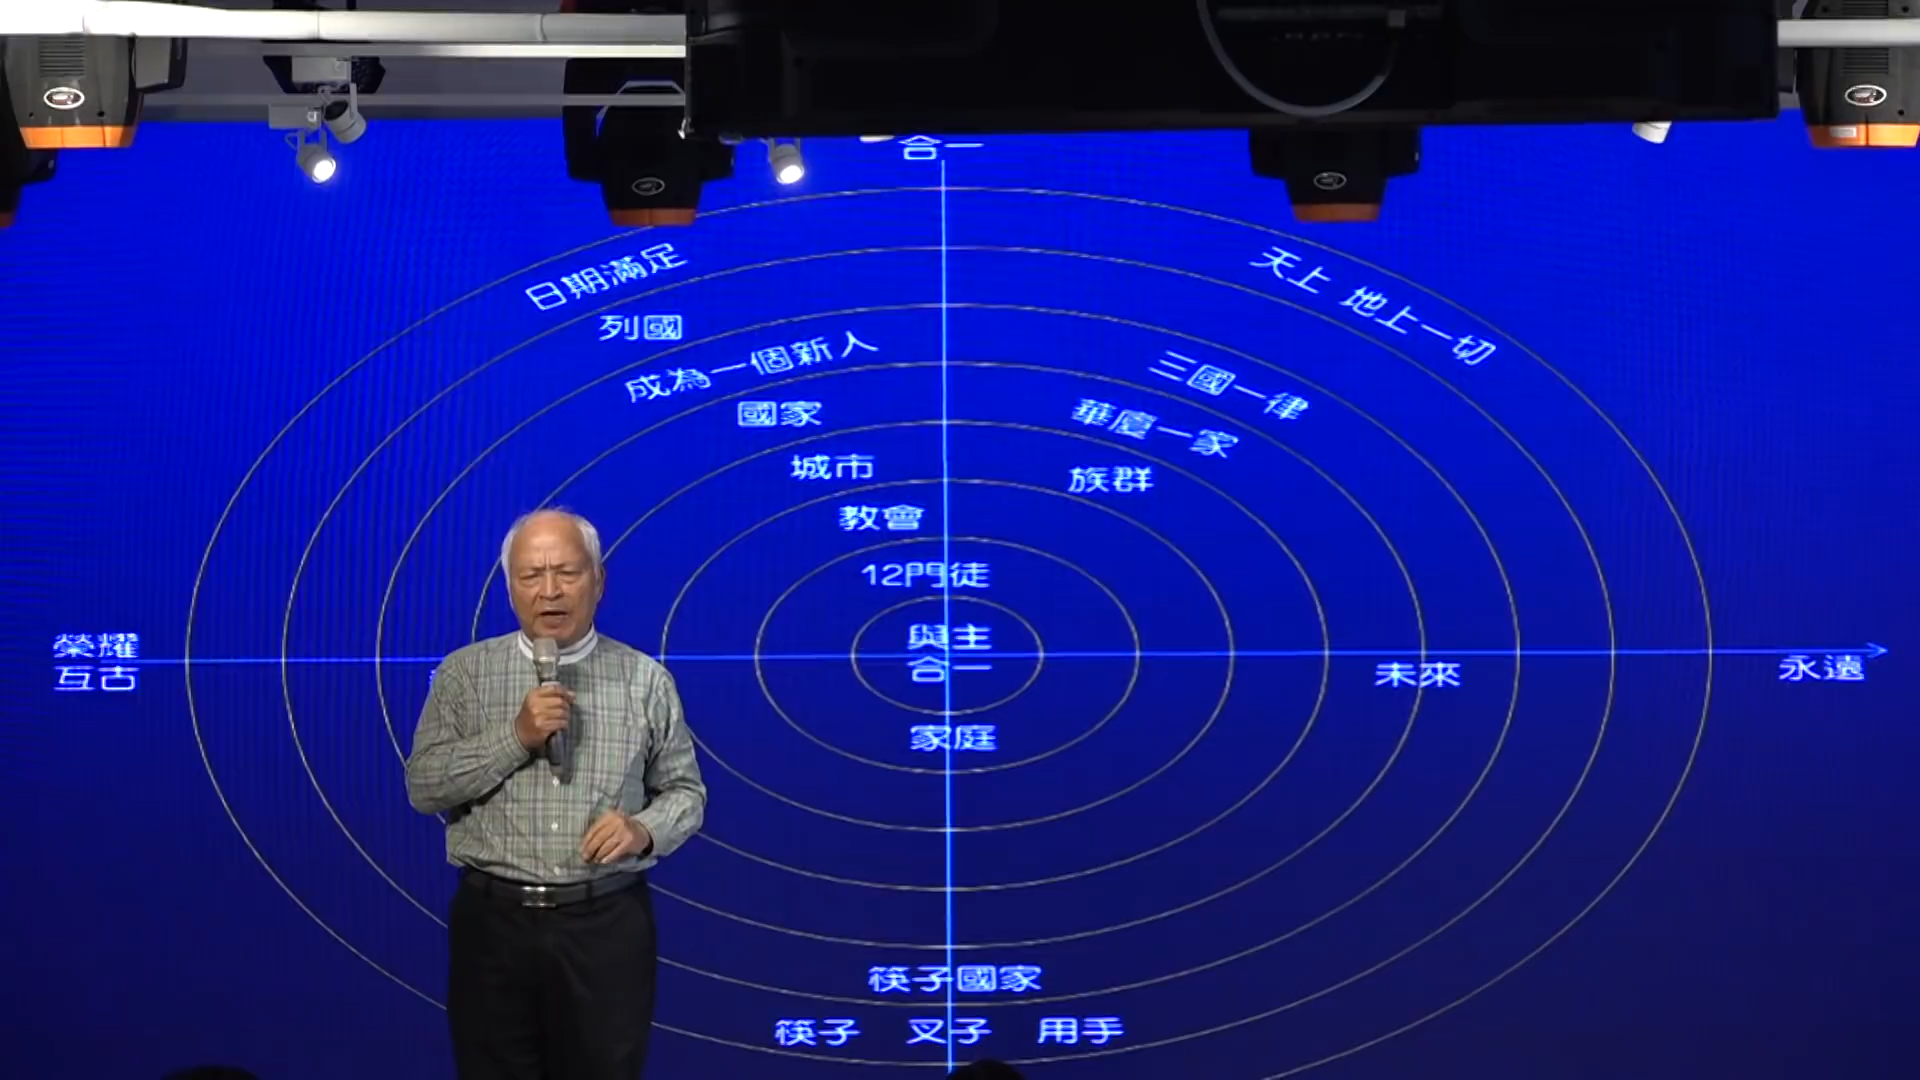 合一
日期滿足
天上 地上一切
列國
成為一個新人
三國一律
國家
華廈一家
城市
族群
教會
12門徒
與主
合一
榮耀
亙古
未來
永遠
家庭
筷子國家
筷子 叉子 用手